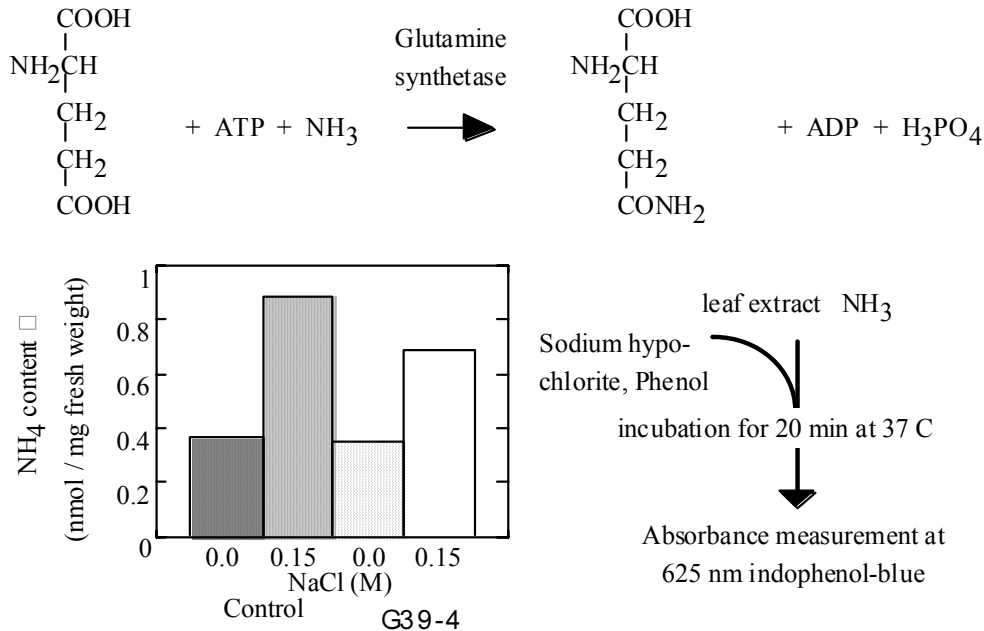 COOH
NH2CH
CH2
CH2
COOH
+ ATP + NH3
Glutamine
synthetase
COOH
NH2CH
CH2
CH2
CONH2
+ ADP + H3PO4
NH4 content □
(nmol / mg fresh weight)
1
0.8
0.6
0.4
0.2
0
0.0 0.15 0.0 0.15
NaCl (M)
Control G39-4
leaf extract NH3
Sodium hypo-
chlorite, Phenol
incubation for 20 min at 37 C
Absorbance measurement at
625 nm indophenol-blue